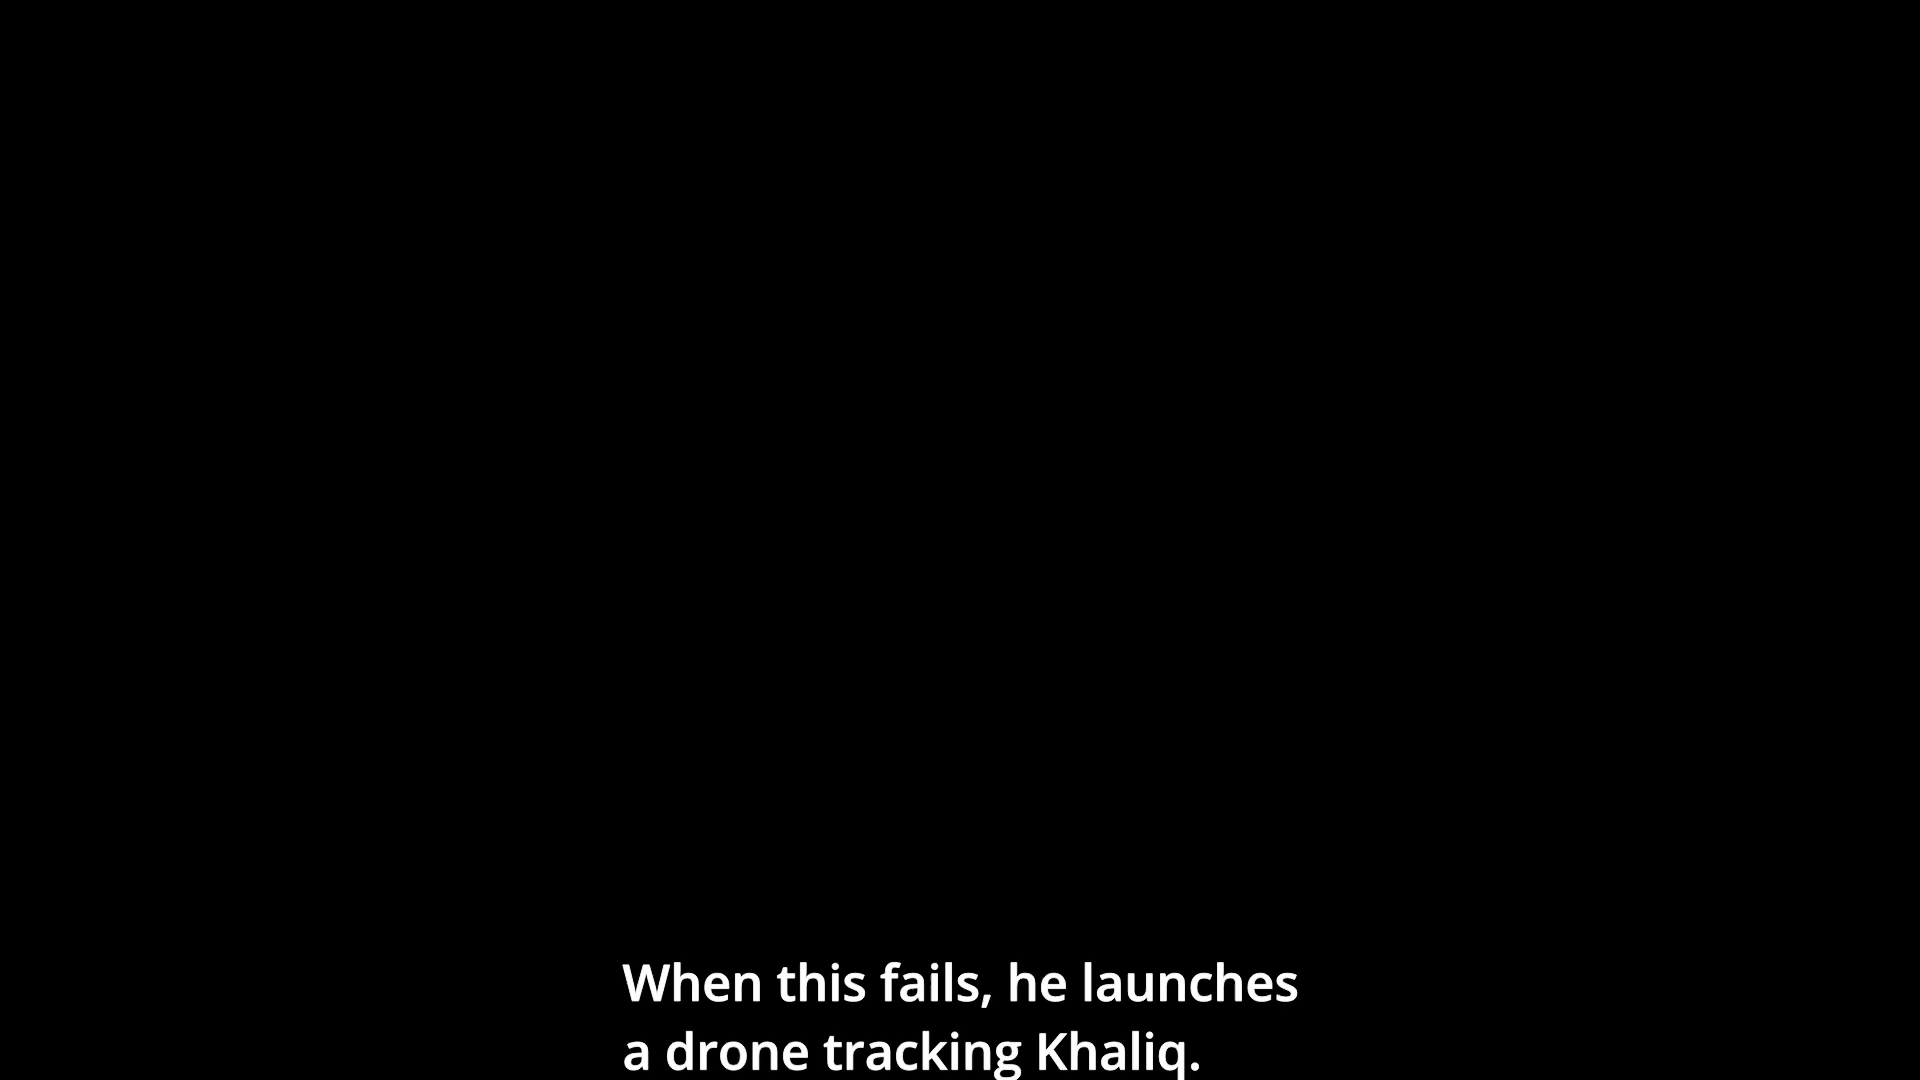 When this fails, he launches
a drone tracking Khaliq.